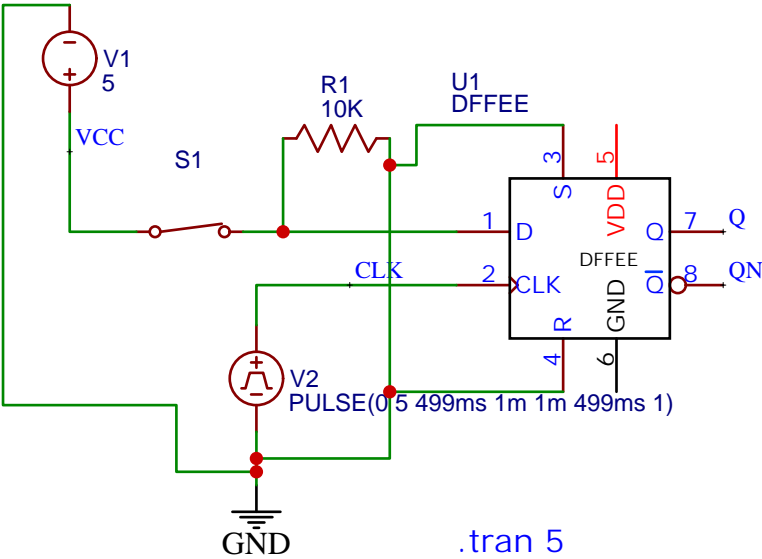 V1
5
VCC
S1
R1
10K
U1
DFFEE
3
5
S
VDD
1
D
Q
7
Q
DFFEE
CLK
2
CLK
Q
8
QN
R
GND
4
6
V2
PULSE(0 5 499ms 1m 1m 499ms 1)
GND
.tran 5